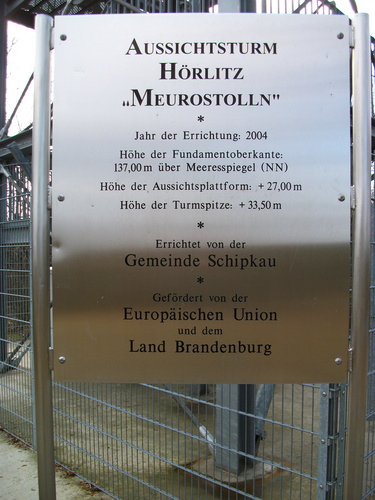 AUSSICHTSTURM
HÖRLITZ
„MEUROSTOLLN"
*
Jahr der Errichtung: 2004
Höhe der Fundamentoberkante:
137,00 m über Meeresspiegel (NN)
Höhe der Aussichtsplattform: + 27,00 m
Höhe der Turmspitze: + 33,50 m
*
Errichtet von der
Gemeinde Schipkau
*
Gefördert von der
Europäischen Union
und dem
Land Brandenburg